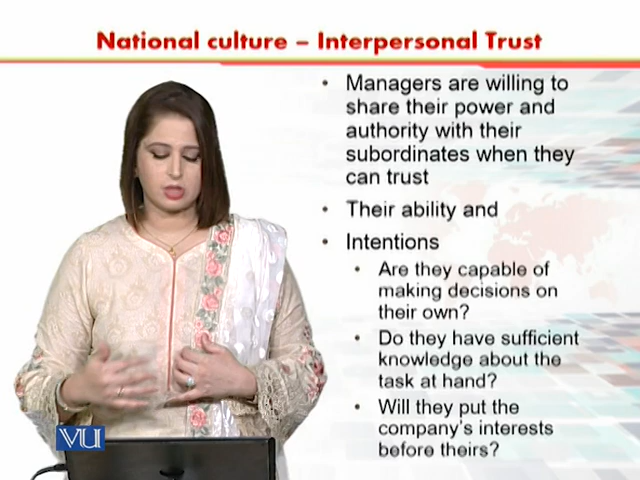 National culture – Interpersonal Trust
• Managers are willing to
share their power and
authority with their
subordinates when they
can trust
• Their ability and
• Intentions
• Are they capable of
making decisions on
their own?
• Do they have sufficient
knowledge about the
task at hand?
• Will they put the
company's interests
before theirs?
VU